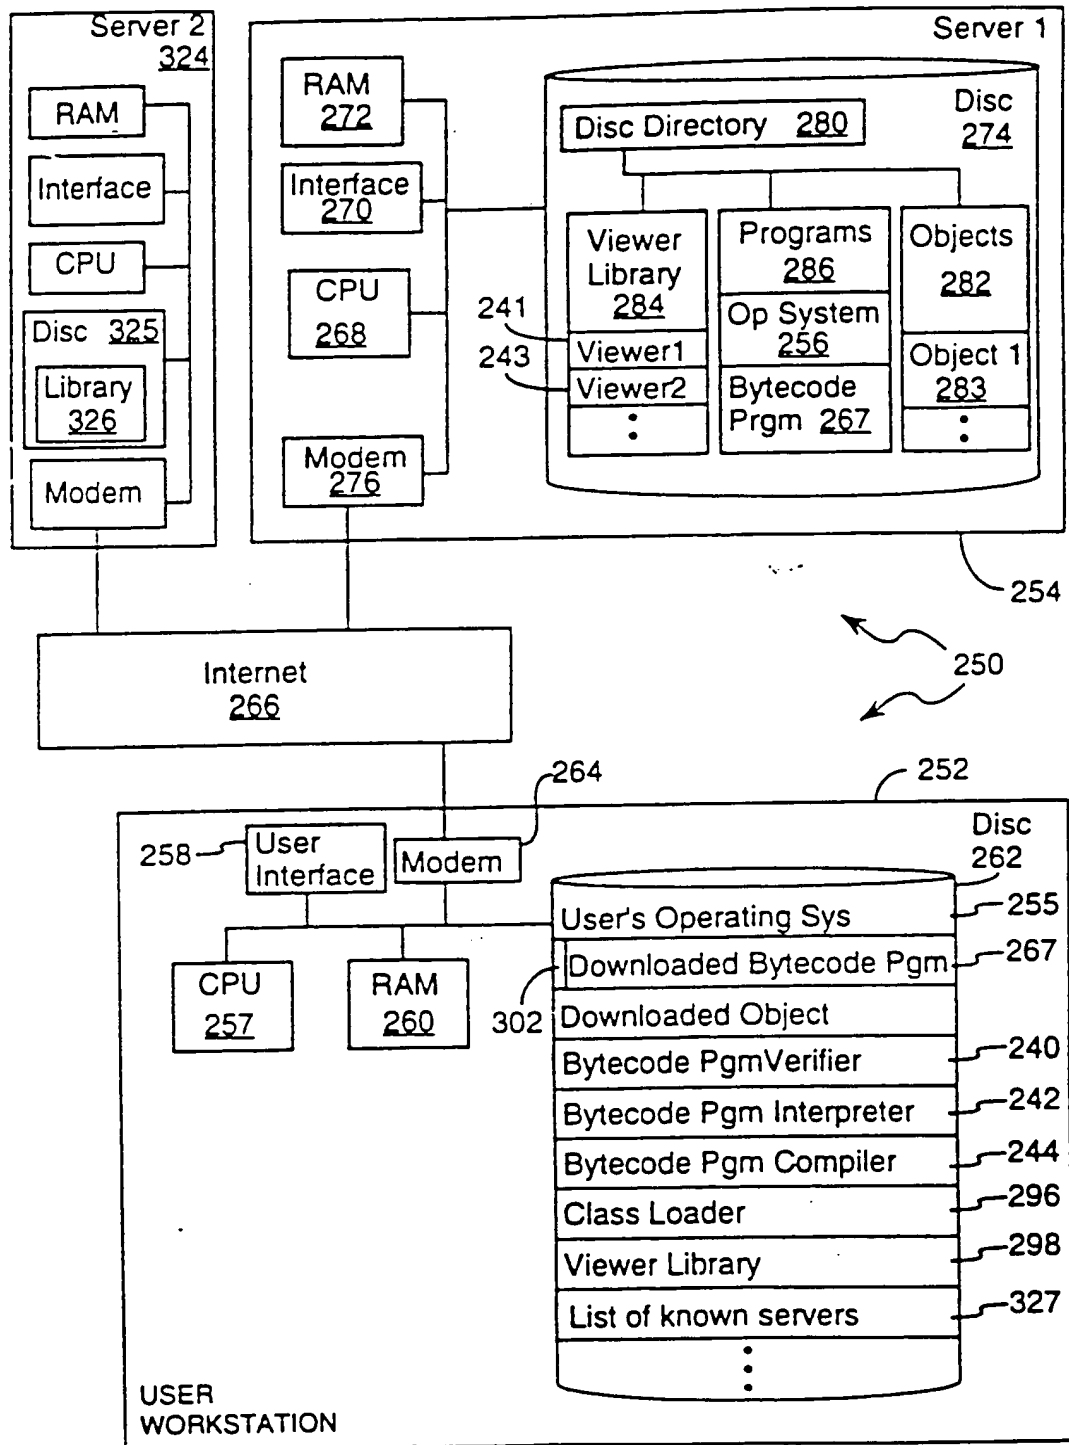 Server 2
324
RAM
Interface
CPU
Disc 325
Library
326
Modem
Server 1
RAM
272
Interface
270
CPU
268
Modem
276
Disc
274
Disc Directory 280
Viewer
Library
284
241
Viewer1
243
Viewer2
Programs
286
Op System
256
Bytecode
Prgm 267
Objects
282
Object 1
283
254
250
Internet
266
252
264
258
User
Interface
Modem
CPU
257
RAM
260
Disc
262
User's Operating Sys
255
Downloaded Bytecode Pgm
267
302
Downloaded Object
Bytecode PgmVerifier
240
Bytecode Pgm Interpreter
242
Bytecode Pgm Compiler
244
Class Loader
296
Viewer Library
298
List of known servers
327
USER
WORKSTATION